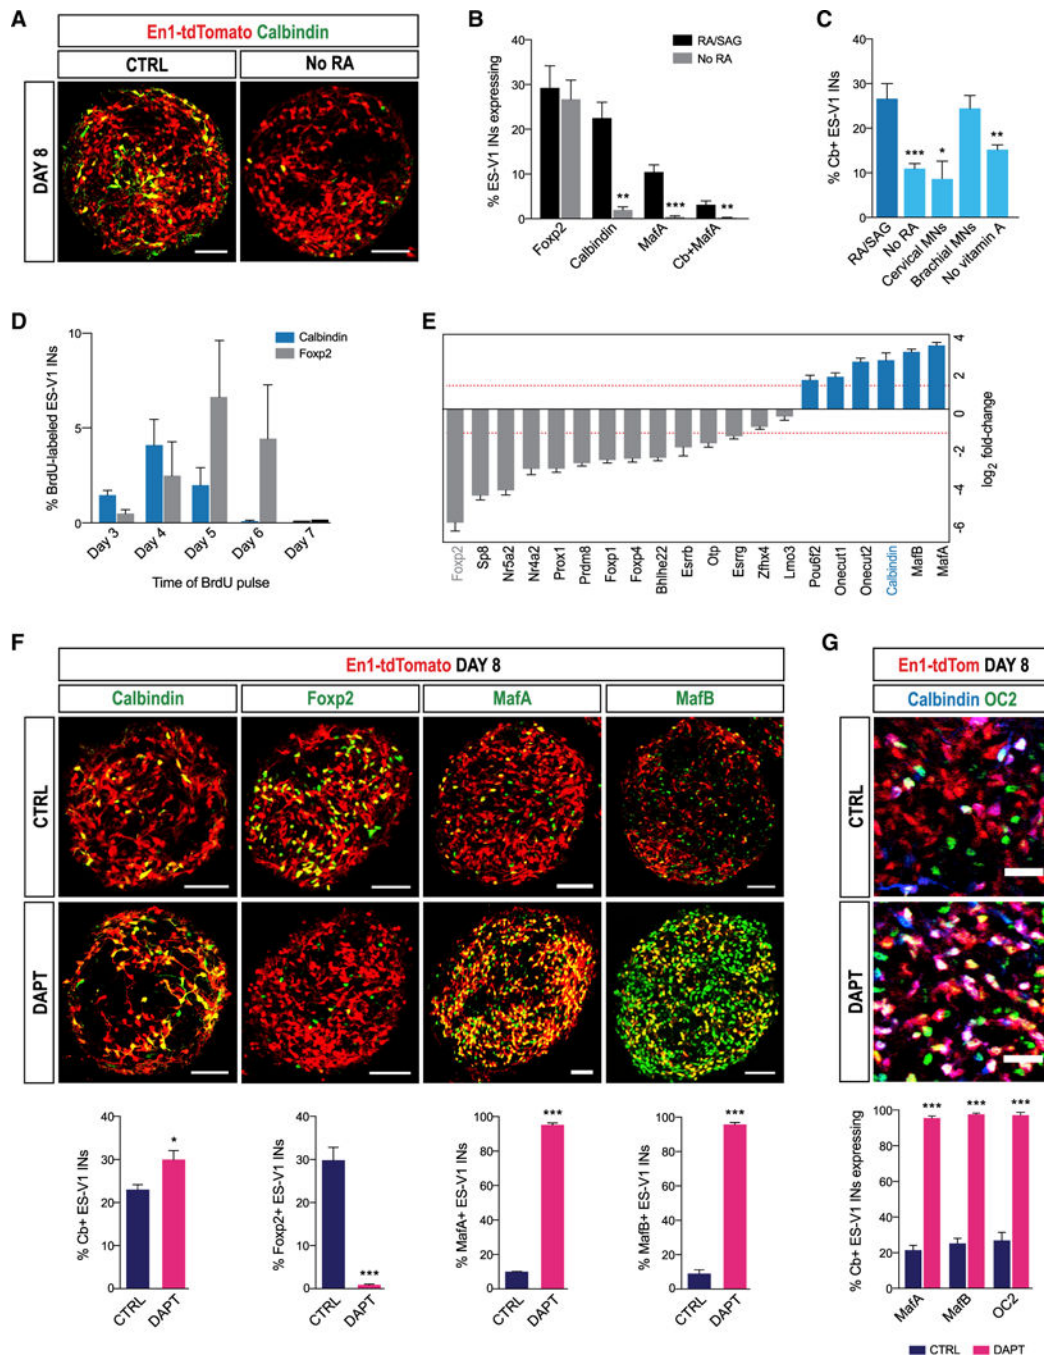 A
En1-tdTomato Calbindin
CTRL
No RA
DAY 8
B
% ES-V1 INs expressing
40
30
20
10
0
RA/SAG
No RA
**
***
**
Foxp2
Calbindin
MafA
Cb+MafA
C
% Cb+ ES-V1 INs
40
30
20
10
0
***
*
**
RA/SAG
No RA
Cervical MNs
Brachial MNs
No vitamin A
D
% BrdU-labeled ES-V1 INs
10
5
0
Calbindin
Foxp2
Day 3
Day 4
Day 5
Day 6
Day 7
Time of BrdU pulse
E
4
2
0
-2
-4
-6
log2 fold-change
Foxp2
Sp8
Nr5a2
Nr4a2
Prox1
Prdm8
Foxp1
Foxp4
Bhlhe22
Esrrb
Otp
Esrrg
Zfhx4
Lmo3
Pou6f2
Onecut1
Onecut2
Calbindin
MafB
MafA
F
En1-tdTomato DAY 8
Calbindin
Foxp2
MafA
MafB
CTRL
DAPT
% Cb+ ES-V1 INs
40
30
20
10
0
*
CTRL
DAPT
% Foxp2+ ES-V1 INs
40
30
20
10
0
***
CTRL
DAPT
% MafA+ ES-V1 INs
100
80
60
40
20
0
***
CTRL
DAPT
% MafB+ ES-V1 INs
100
80
60
40
20
0
***
CTRL
DAPT
G
En1-tdTom DAY 8
Calbindin OC2
CTRL
DAPT
% Cb+ ES-V1 INs expressing
100
80
60
40
20
0
***
***
***
MafA
MafB
OC2
CTRL
DAPT